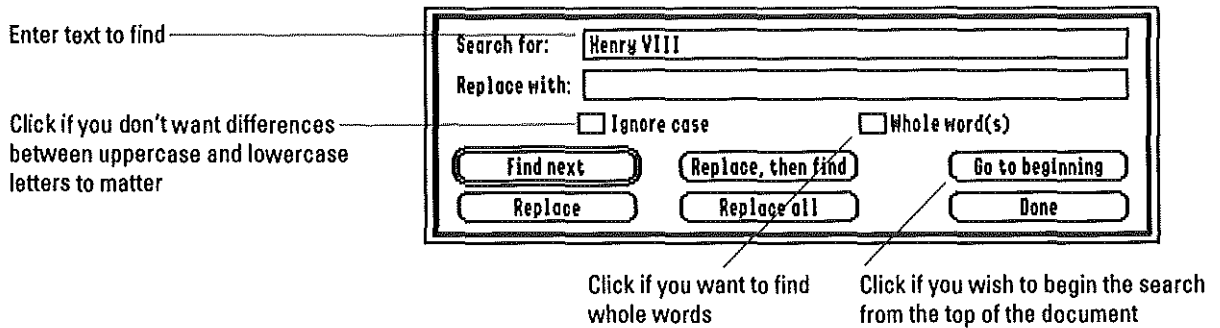 Enter text to find
Search for: Henry VIII
Replace with:
Click if you don't want differences
between uppercase and lowercase
letters to matter
Ignore case Whole word(s)
Find next Replace, then find Go to beginning
Replace Replace all Done
Click if you want to find
whole words
Click if you wish to begin the search
from the top of the document